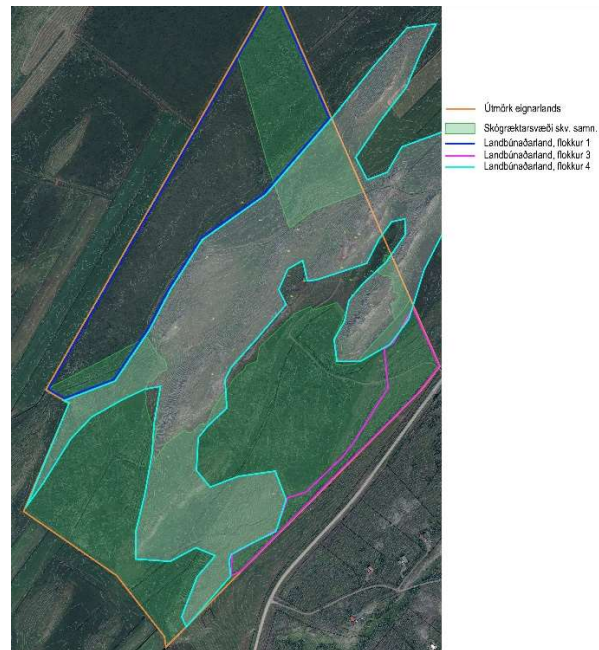 Útmörk eignarlands
Skógræktarsvæði skv. samn.
Landbúnaðarland, flokkur 1
Landbúnaðarland, flokkur 3
Landbúnaðarland, flokkur 4